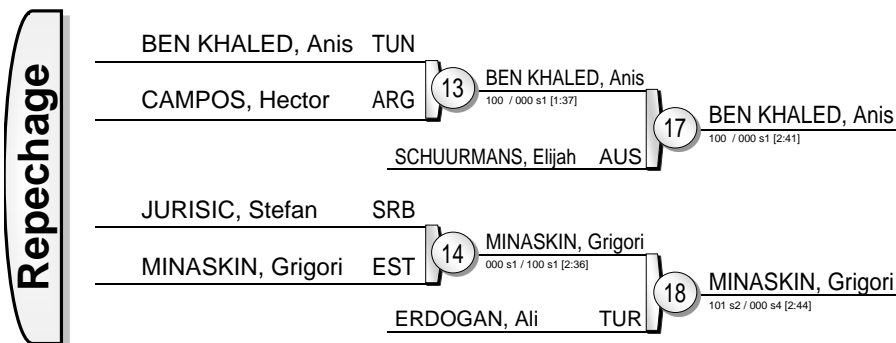 Repechage
BEN KHALED, Anis TUN
CAMPOS, Hector ARG
13
BEN KHALED, Anis
100 / 000 s1 [1:37]
SCHUURMANS, Elijah AUS
17
BEN KHALED, Anis
100 / 000 s1 [2:41]
JURISIC, Stefan SRB
MINASKIN, Grigori EST
14
MINASKIN, Grigori
000 s1 / 100 s1 [2:36]
ERDOGAN, Ali TUR
18
MINASKIN, Grigori
101 s2 / 000 s4 [2:44]